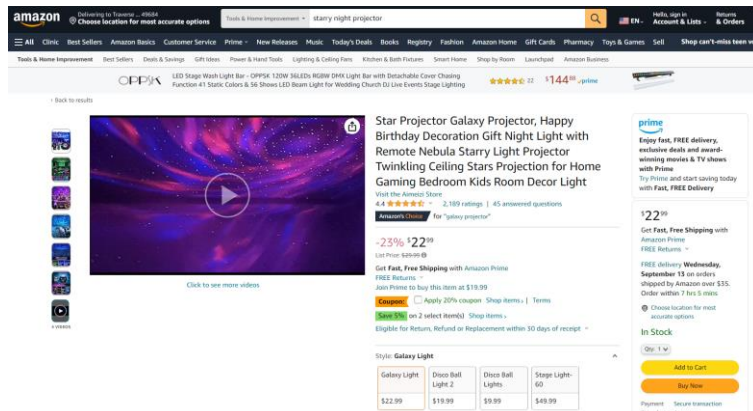 amazon
Delivering to Traverse ... 49684
Choose location for most accurate options
Tools & Home Improvement
starry night projector
EN
Hello, sign in
Account & Lists
Returns
& Orders
All Clinic Best Sellers Amazon Basics Customer Service Prime New Releases Music Today's Deals Books Registry Fashion Amazon Home Gift Cards Pharmacy Toys & Games Sell Shop can't-miss teen w
Tools & Home Improvement Best Sellers Deals & Savings Gift Ideas Power & Hand Tools Lighting & Ceiling Fans Kitchen & Bath Fixtures Smart Home Shop by Room Launchpad Amazon Business
OPPSK
LED Stage Wash Light Bar - OPPSK 120W 36LEDs RGBW DMX Light Bar with Detachable Cover Chasing
Function 41 Static Colors & 56 Shows LED Beam Light for Wedding Church DJ Live Events Stage Lighting
22
$144 prime
‹ Back to results
Click to see more videos
Star Projector Galaxy Projector, Happy
Birthday Decoration Gift Night Light with
Remote Nebula Starry Light Projector
Twinkling Ceiling Stars Projection for Home
Gaming Bedroom Kids Room Decor Light
Visit the Store
4.4 2,189 ratings | 45 answered questions
Amazon's Choice for "galaxy projector"
-23% $22 99
List Price: $29.99
Get Fast, Free Shipping with Amazon Prime
FREE Returns
Join Prime to buy this item at $19.99
Coupon: Apply 20% coupon Shop items | Terms
Save 5% on 2 select item(s) Shop items
Eligible for Return, Refund or Replacement within 30 days of receipt
Style: Galaxy Light
Galaxy Light
$22.99
Disco Ball
Light 2
$19.99
Disco Ball
Lights
$9.99
Stage Light-
60
$49.99
prime
Enjoy fast, FREE delivery,
exclusive deals and award-
winning movies & TV shows
with Prime
Try Prime and start saving today
with Fast, FREE Delivery
$22 99
Get Fast, Free Shipping with
Amazon Prime
FREE Returns
FREE delivery Wednesday,
September 13 on orders
shipped by Amazon over $35.
Order within 7 hrs 5 mins
Choose location for most
accurate options
In Stock
Qty: 1
Add to Cart
Buy Now
Payment Secure transaction